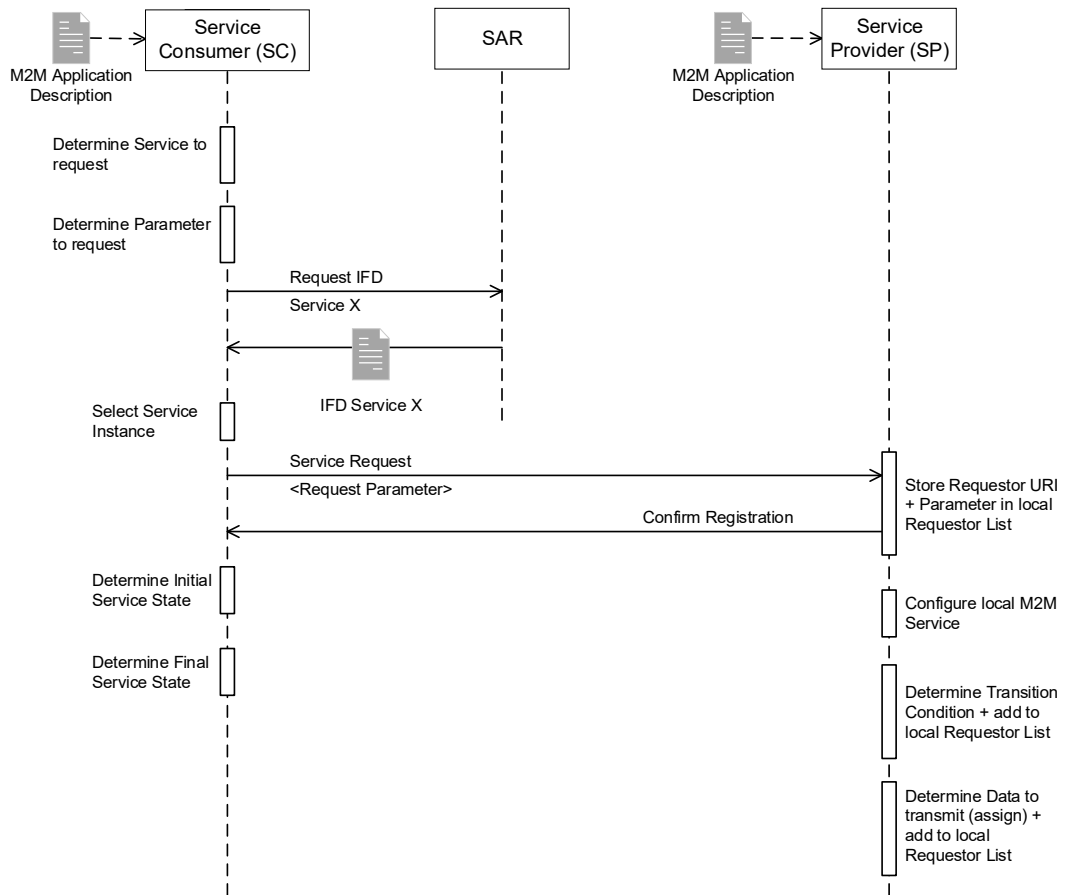 Service
Consumer (SC)
SAR
Service
Provider (SP)
M2M Application
Description
M2M Application
Description
Determine Service to
request
Determine Parameter
to request
Request IFD
Service X
IFD Service X
Select Service
Instance
Service Request
<Request Parameter>
Store Requestor URI
+ Parameter in local
Requestor List
Confirm Registration
Determine Initial
Service State
Configure local M2M
Service
Determine Final
Service State
Determine Transition
Condition + add to
local Requestor List
Determine Data to
transmit (assign) +
add to local
Requestor List